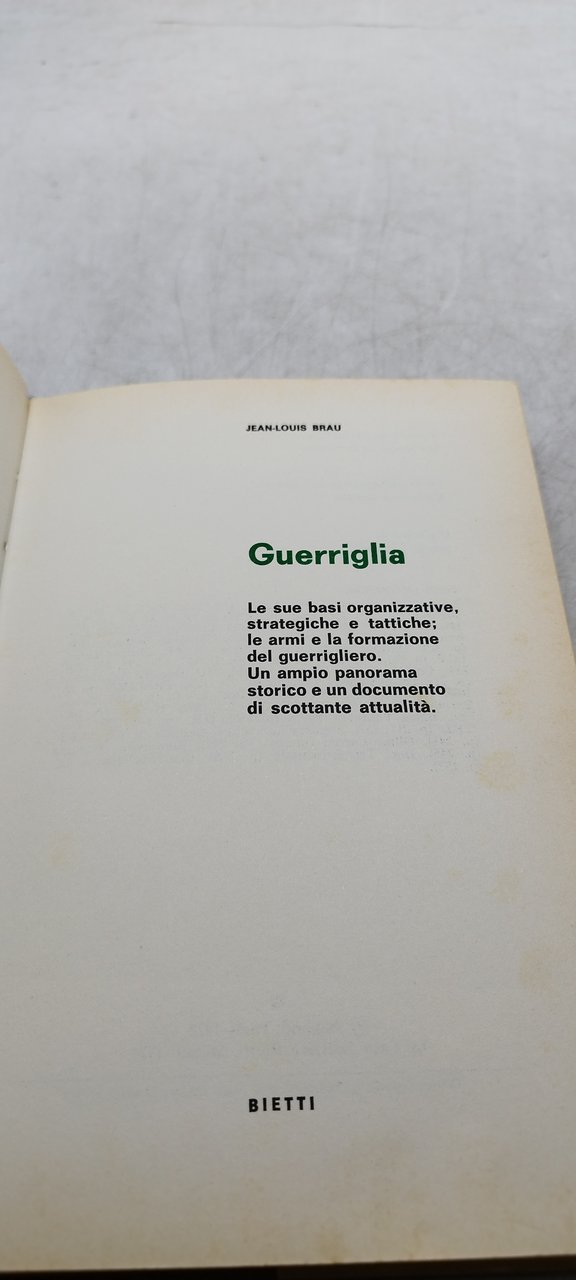 JEAN-LOUIS BRAU
Guerriglia
Le sue basi organizzative,
strategiche e tattiche;
le armi e la formazione
del guerrigliero.
Un ampio panorama
storico e un documento
di scottante attualità.
BIETTI